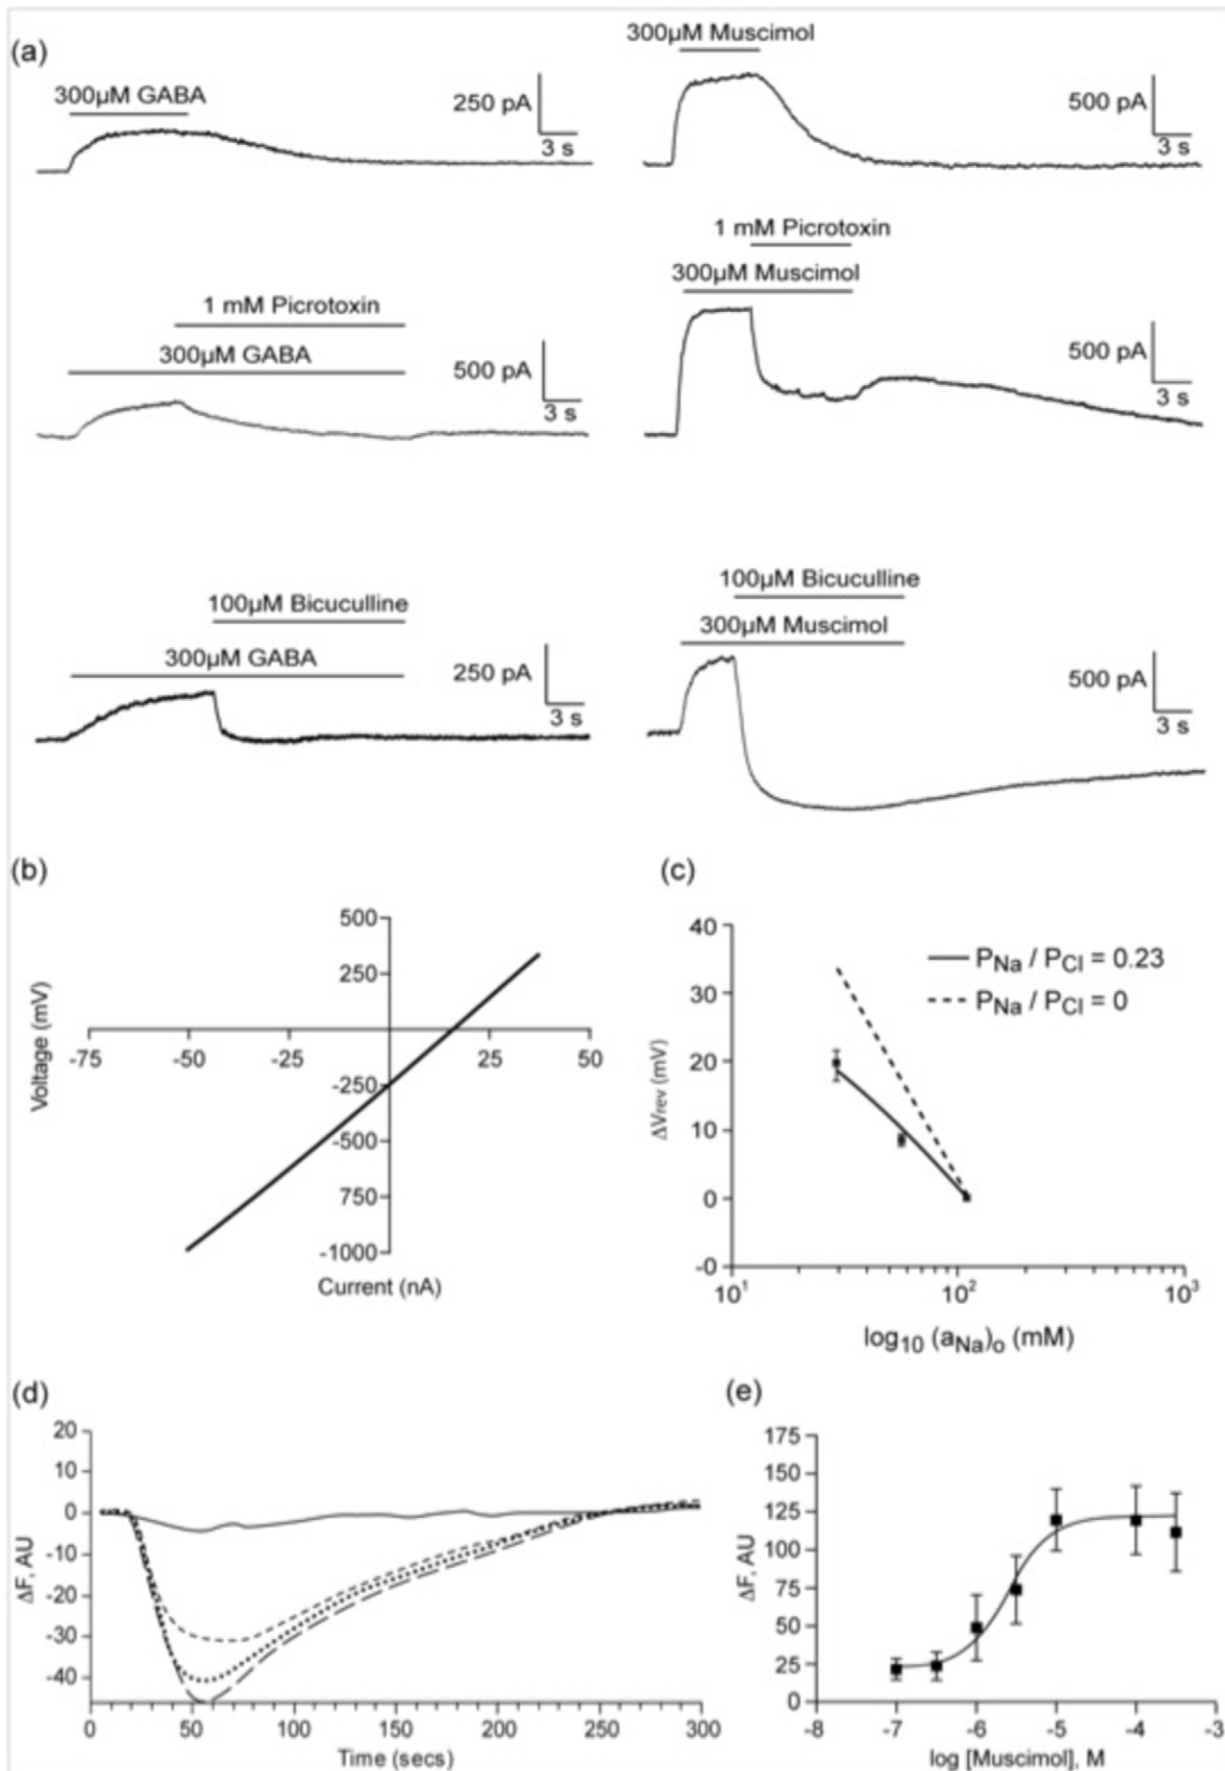 (a)
300µM GABA
250 pA
3 s
300µM Muscimol
500 pA
3 s
1 mM Picrotoxin
300µM GABA
500 pA
3 s
1 mM Picrotoxin
300µM Muscimol
500 pA
3 s
100µM Bicuculline
300µM GABA
250 pA
3 s
100µM Bicuculline
300µM Muscimol
500 pA
3 s
(b)
Voltage (mV)
500
250
-75 -50 -25 25 50
-250
-500
750
-1000
Current (nA)
(c)
ΔVrev (mV)
40
30
20
10
0
-0
10¹ 10² 10³
log₁₀ (aNa)o (mM)
PNa / PCl = 0.23
PNa / PCl = 0
(d)
ΔF, AU
20
10
0
-10
-20
-30
-40
0 50 100 150 200 250 300
Time (secs)
(e)
ΔF, AU
175
150
125
100
75
50
25
0
-8 -7 -6 -5 -4 -3
log [Muscimol], M